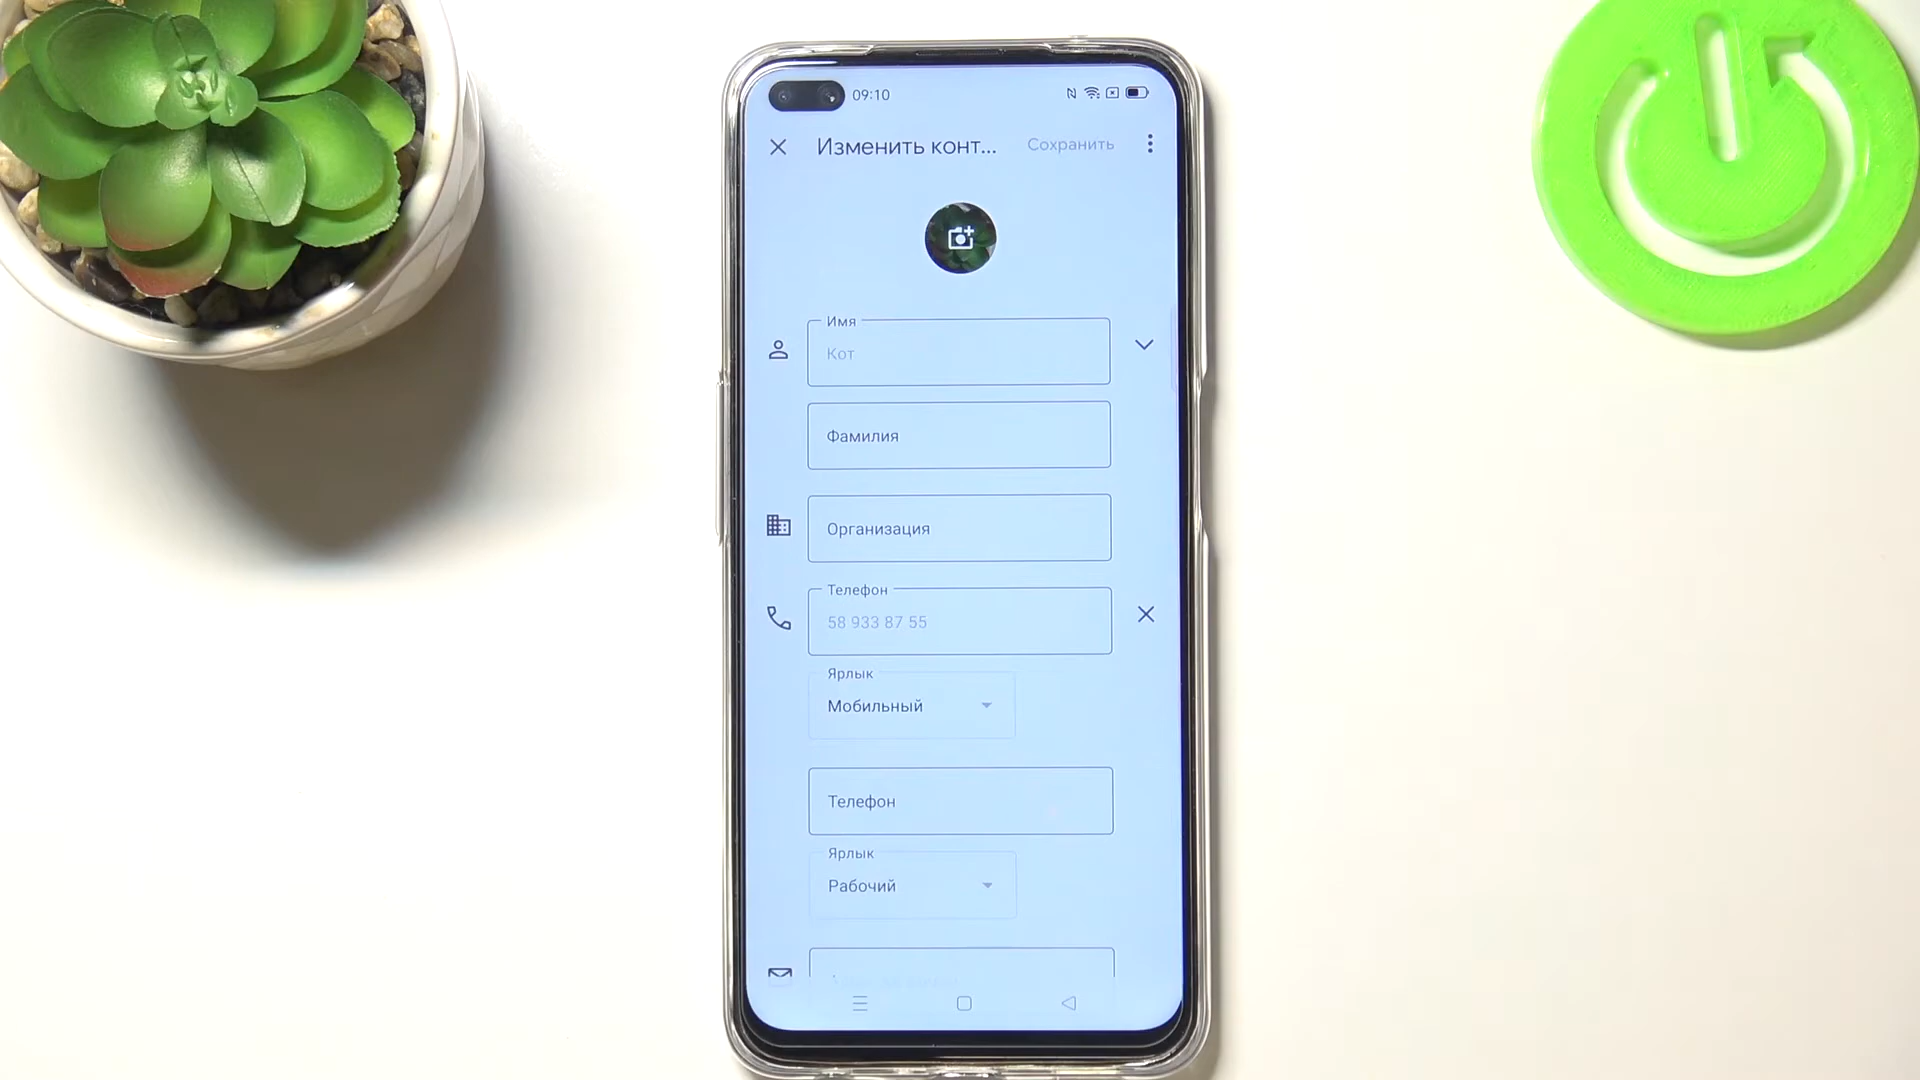 09:10
Изменить конт...
Сохранить
Имя
Кот
Фамилия
Организация
Телефон
58 933 87 55
Ярлык
Мобильный
Телефон
Ярлык
Рабочий